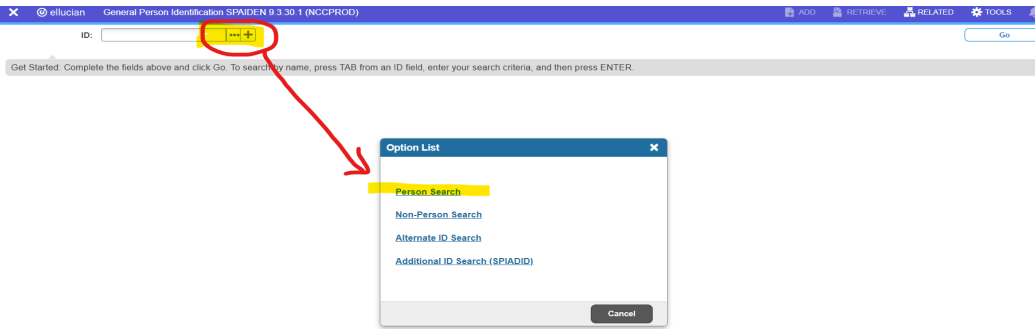 ellucian General Person Identification SPAIDEN 9.3.30.1 (NCCPROD) ADD RETRIEVE RELATED TOOLS
ID: Go
Get Started: Complete the fields above and click Go. To search by name, press TAB from an ID field, enter your search criteria, and then press ENTER.
Option List
Person Search
Non-Person Search
Alternate ID Search
Additional ID Search (SPIADID)
Cancel